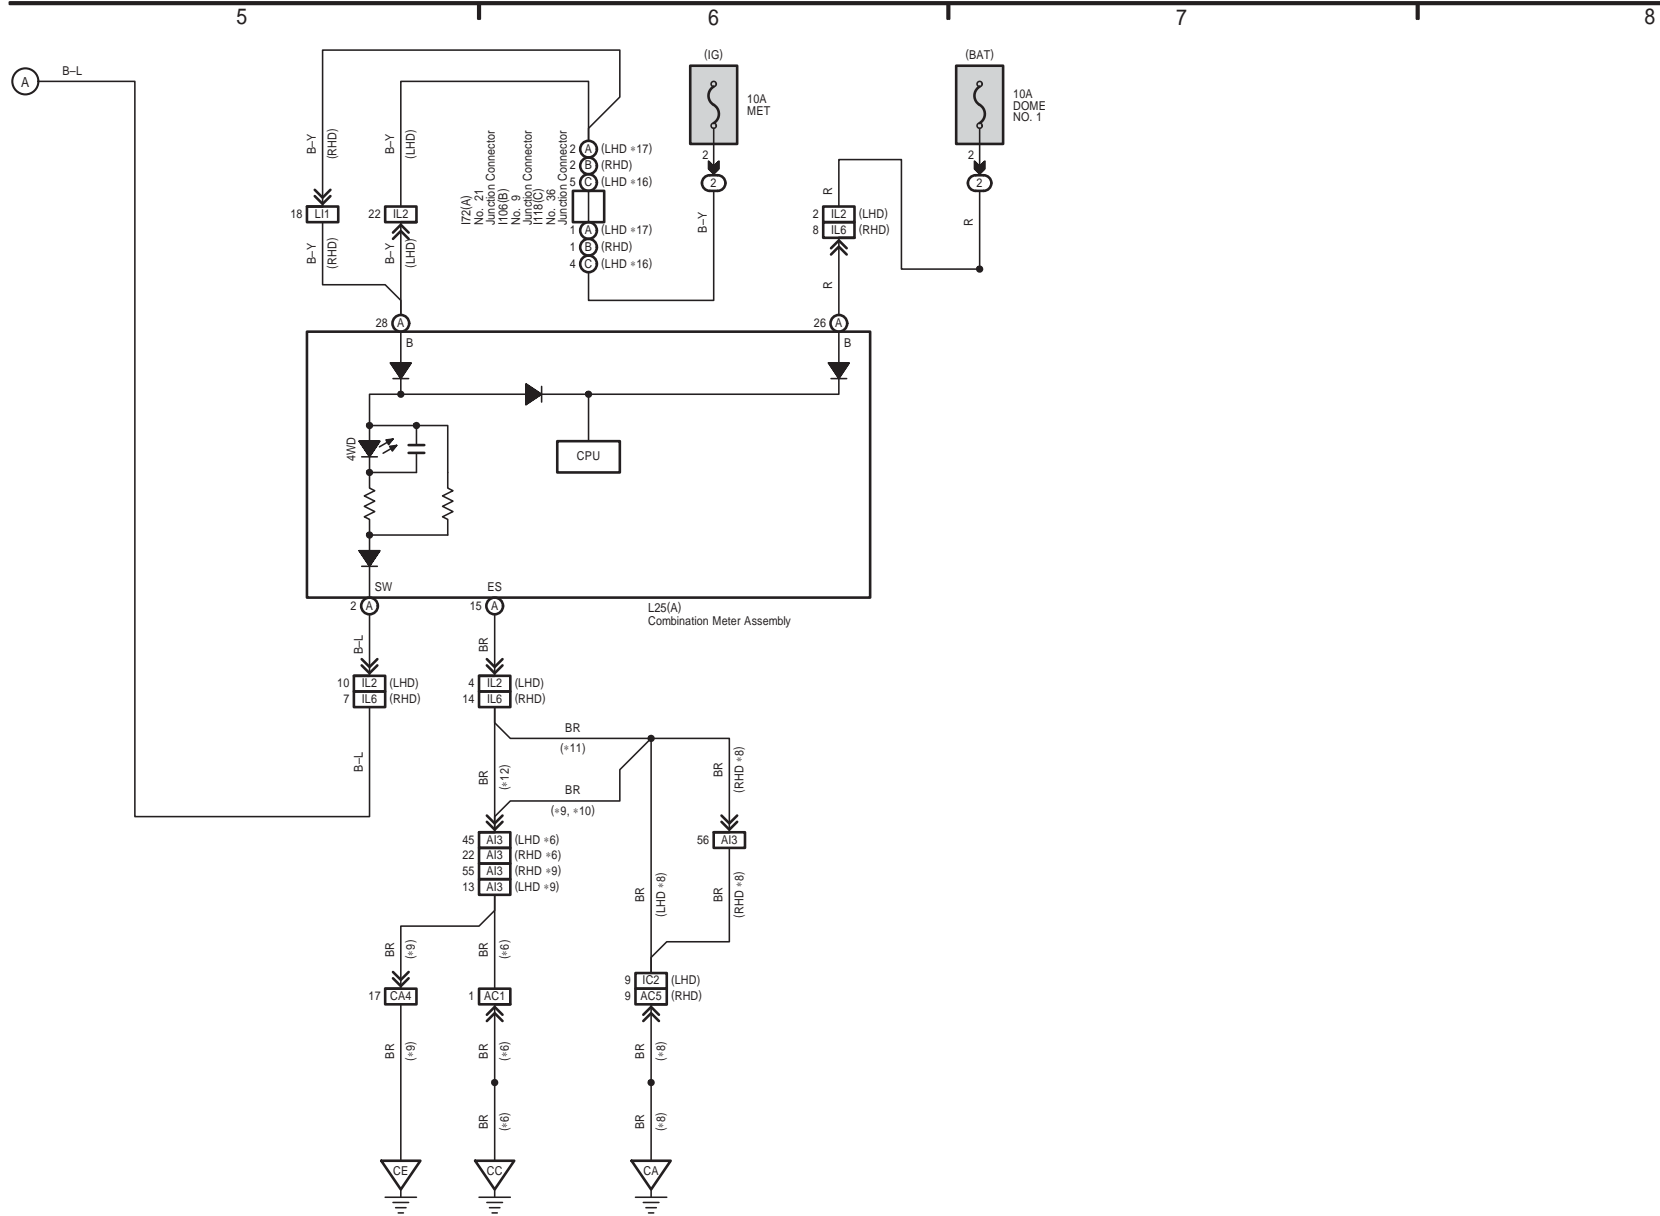 5
6
7
8
A
B–L
(IG)
(BAT)
10A
MET
10A
DOME
NO. 1
B–Y
(RHD)
B–Y
(LHD)
I72(A)
No. 21
Junction Connector
I106(B)
No. 9
Junction Connector
I118(C)
No. 36
Junction Connector
2 A (LHD ∗17)
2 B (RHD)
5 C (LHD ∗16)
2
2
2
2
18 LI1
22 IL2
1 A (LHD ∗17)
1 B (RHD)
4 C (LHD ∗16)
B–Y
R
2 IL2 (LHD)
8 IL6 (RHD)
R
B–Y
(RHD)
B–Y
(LHD)
R
28 A
26 A
B
B
4WD
CPU
SW
ES
2 A
15 A
L25(A)
Combination Meter Assembly
B–L
BR
10 IL2 (LHD)
7 IL6 (RHD)
4 IL2 (LHD)
14 IL6 (RHD)
BR
(∗11)
B–L
BR
(∗12)
BR
(∗9, ∗10)
BR
(RHD ∗8)
45 AI3 (LHD ∗6)
22 AI3 (RHD ∗6)
55 AI3 (RHD ∗9)
13 AI3 (LHD ∗9)
56 AI3
BR
(LHD ∗8)
BR
(RHD ∗8)
BR
(∗9)
BR
(∗6)
9 IC2 (LHD)
9 AC5 (RHD)
17 CA4
1 AC1
BR
(∗9)
BR
(∗6)
BR
(∗8)
BR
(∗6)
BR
(∗8)
CE
CC
CA